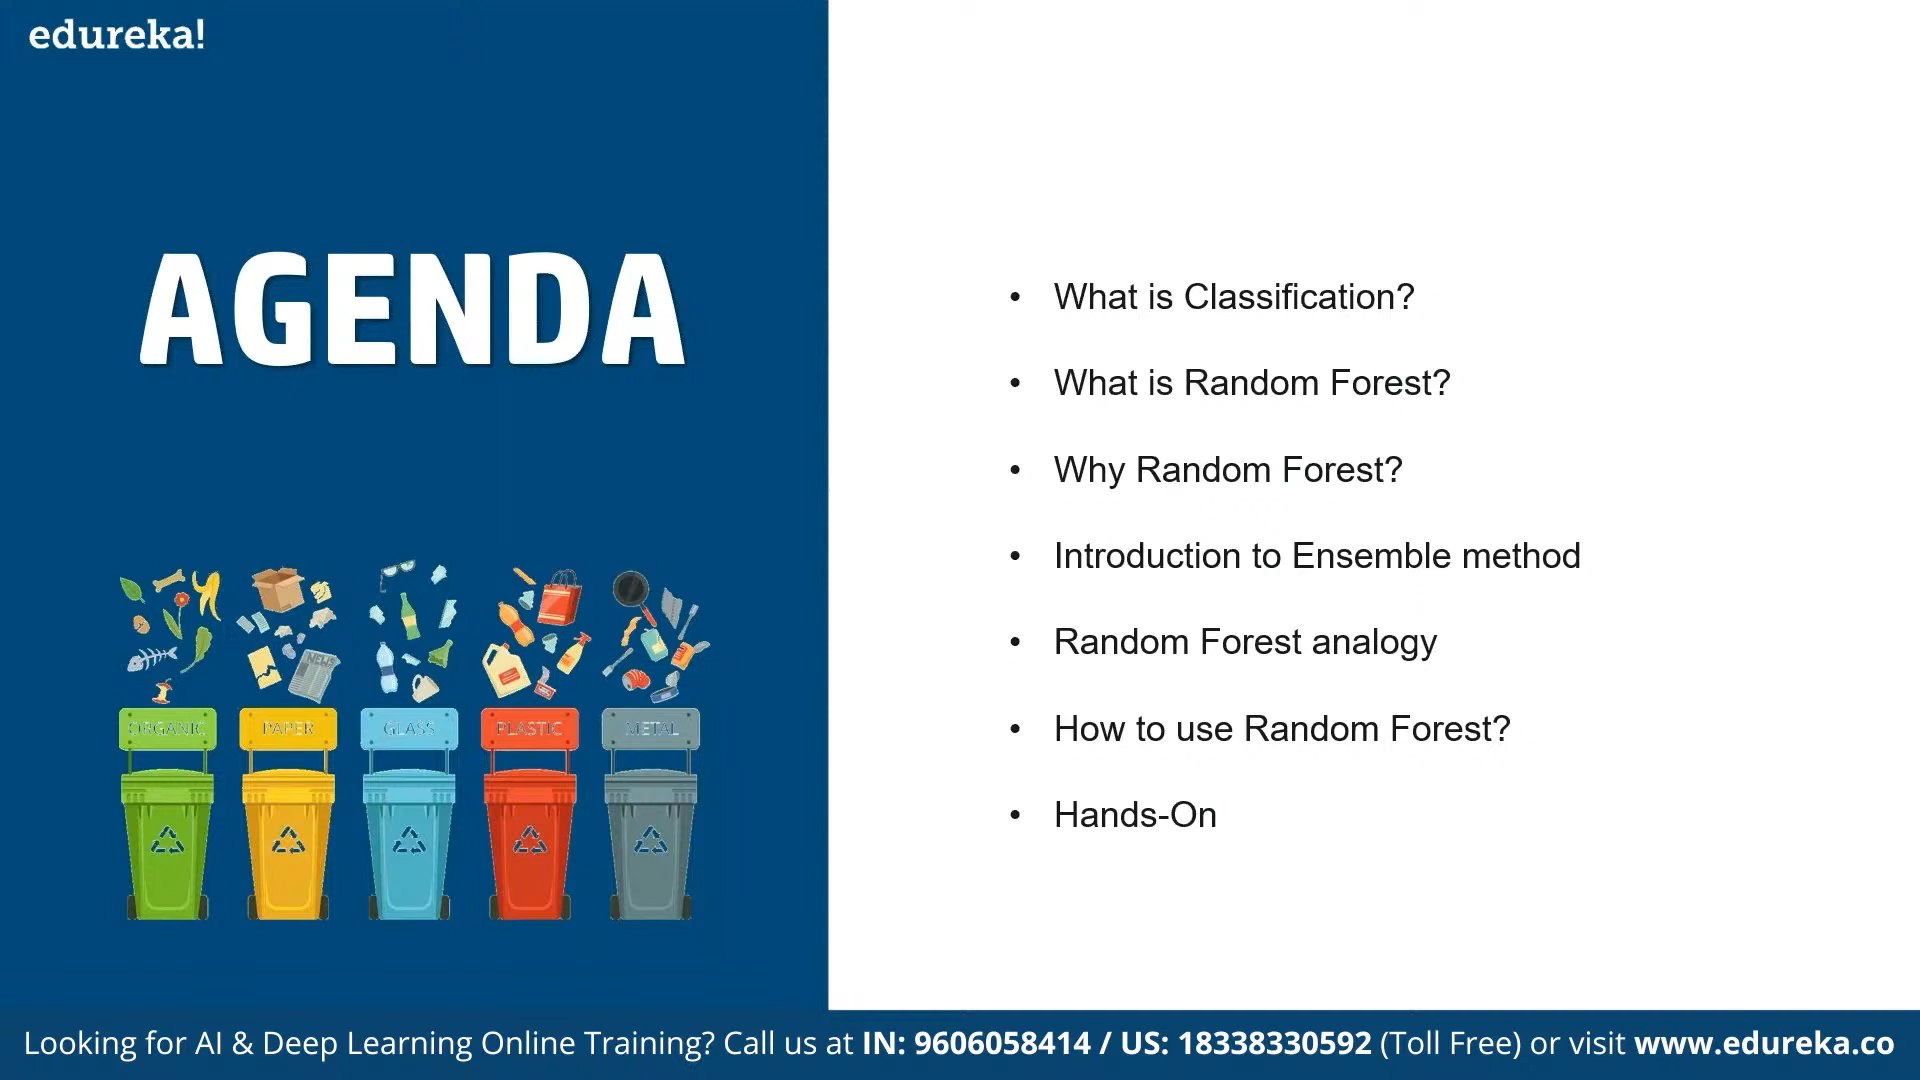 edureka!
AGENDA
• What is Classification?
• What is Random Forest?
• Why Random Forest?
• Introduction to Ensemble method
• Random Forest analogy
• How to use Random Forest?
• Hands-On
NEWS
ORGANIC PAPER GLASS PLASTIC METAL
Looking for AI & Deep Learning Online Training? Call us at IN: 9606058414 / US: 18338330592 (Toll Free) or visit www.edureka.co